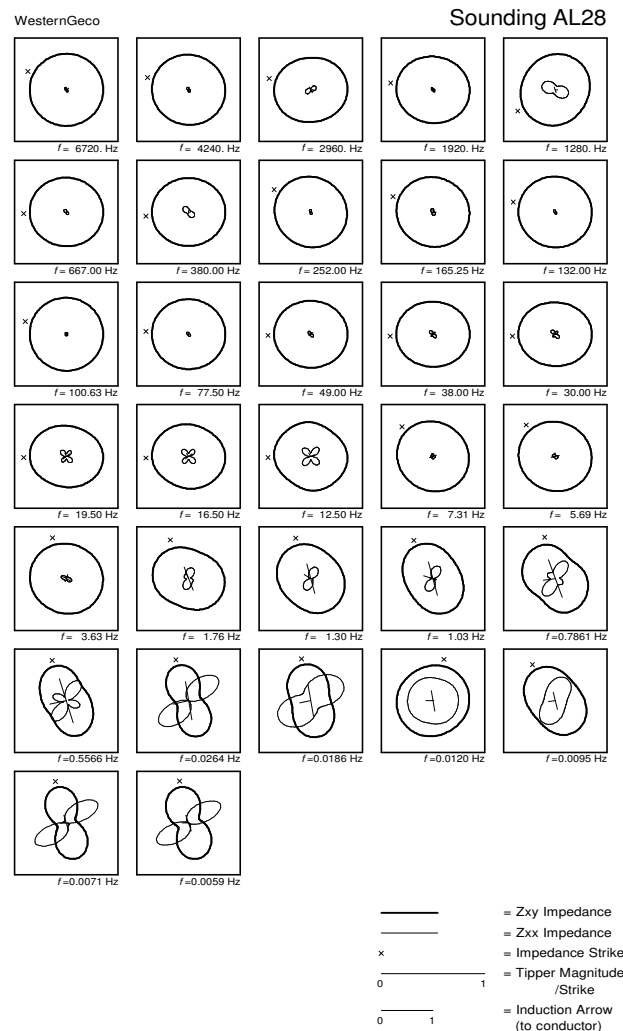 WesternGeco Sounding AL28
f= 6720. Hz f= 4240. Hz f= 2960. Hz f= 1920. Hz f= 1280. Hz
f= 667.00 Hz f= 380.00 Hz f= 252.00 Hz f= 165.25 Hz f= 132.00 Hz
f= 100.63 Hz f= 77.50 Hz f= 49.00 Hz f= 38.00 Hz f= 30.00 Hz
f= 19.50 Hz f= 16.50 Hz f= 12.50 Hz f= 7.31 Hz f= 5.69 Hz
f= 3.63 Hz f= 1.76 Hz f= 1.30 Hz f= 1.03 Hz f=0.7861 Hz
f=0.5566 Hz f=0.0264 Hz f=0.0186 Hz f=0.0120 Hz f=0.0095 Hz
f=0.0071 Hz f=0.0059 Hz
= Zxy Impedance
= Zxx Impedance
× = Impedance Strike
= Tipper Magnitude
0 1 /Strike
= Induction Arrow
0 1 (to conductor)